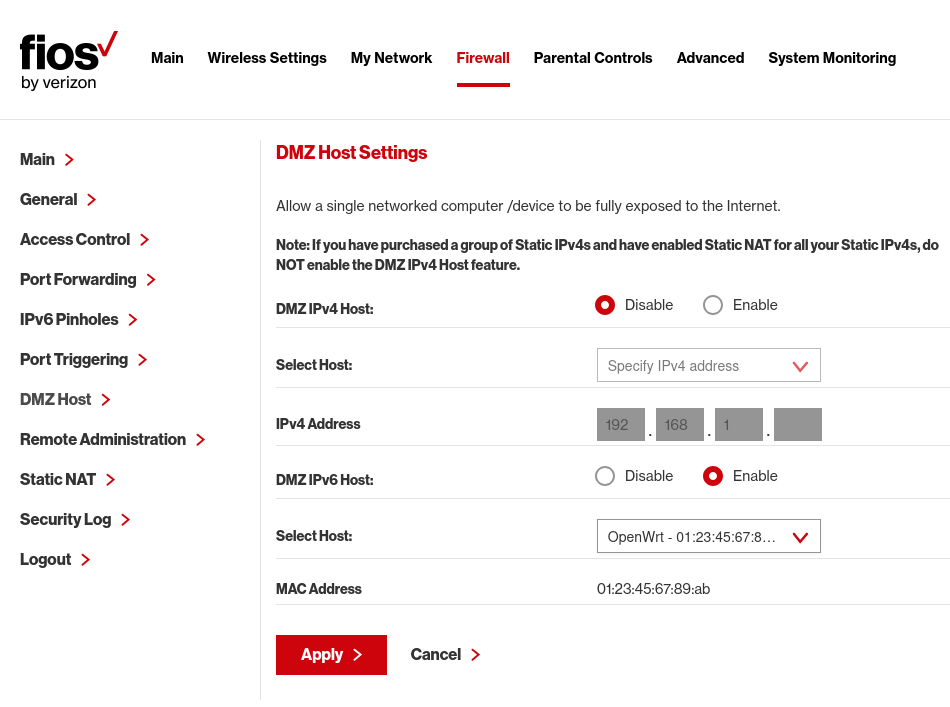 fios
by verizon
Main Wireless Settings My Network Firewall Parental Controls Advanced System Monitoring
Main
General
Access Control
Port Forwarding
IPv6 Pinholes
Port Triggering
DMZ Host
Remote Administration
Static NAT
Security Log
Logout
DMZ Host Settings
Allow a single networked computer /device to be fully exposed to the Internet.
Note: If you have purchased a group of Static IPv4s and have enabled Static NAT for all your Static IPv4s, do
NOT enable the DMZ IPv4 Host feature.
DMZ IPv4 Host: Disable Enable
Select Host: Specify IPv4 address
IPv4 Address 192 . 168 . 1 .
DMZ IPv6 Host: Disable Enable
Select Host: OpenWrt - 01:23:45:67:8...
MAC Address 01:23:45:67:89:ab
Apply Cancel